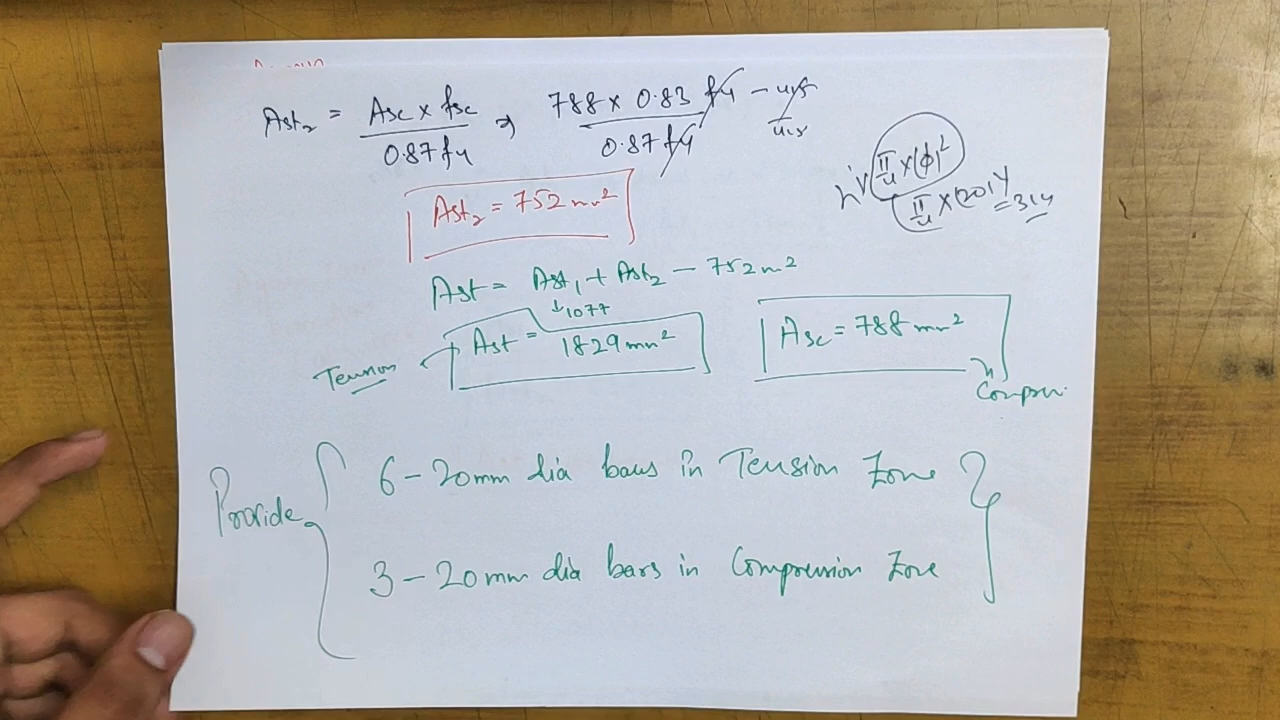 Ast₂ = Asc × fsc / 0.87 fy ⇒ 788 × 0.83 fy / 0.87 fy - 415 / 415
n × π/4 × (ϕ)²
π/4 × (20)² = 314
Ast₂ = 752 mm²
Ast = Ast₁ + Ast₂ - 752 m²
↓ 1077
Tension Ast = 1829 mm²
Asc = 788 mm²
Provide
6 - 20mm dia bars in Tension Zone
3 - 20mm dia bars in Compression Zone